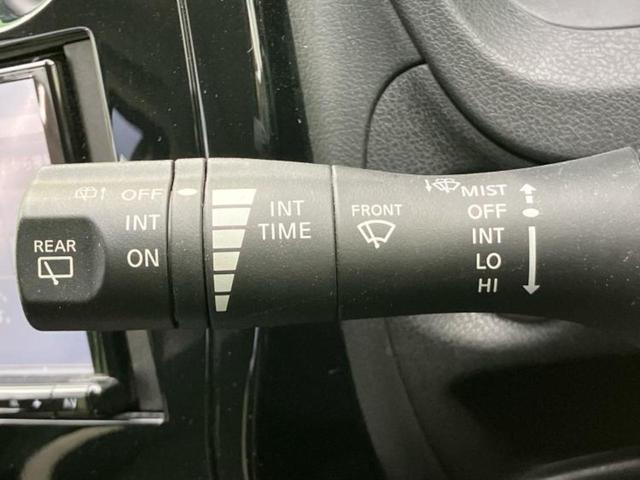 OFF
INT
ON
REAR
INT
TIME
FRONT
MIST
OFF
INT
LO
HI